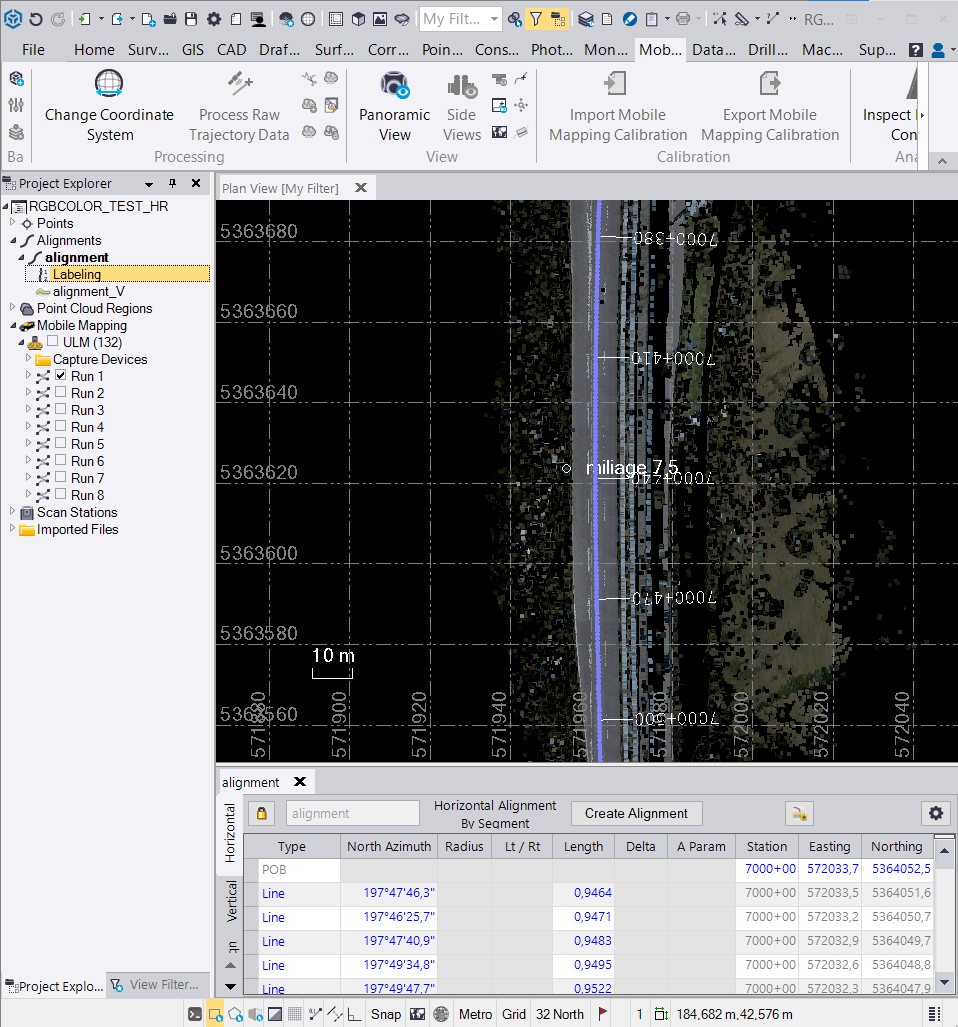 My Filt...
RG...
File Home Surv... GIS CAD Draf... Surf... Corr... Poin... Cons... Phot... Mon... Mob... Data... Drill... Mac... Sup...
Change Coordinate System
Process Raw Trajectory Data
Panoramic View
Side Views
Import Mobile Mapping Calibration
Export Mobile Mapping Calibration
Inspect
Con
Ba
Processing
View
Calibration
Ana
Project Explorer
RGBCOLOR_TEST_HR
Points
Alignments
alignment
Labeling
alignment_V
Point Cloud Regions
Mobile Mapping
ULM (132)
Capture Devices
Run 1
Run 2
Run 3
Run 4
Run 5
Run 6
Run 7
Run 8
Scan Stations
Imported Files
Project Explo...
View Filter...
Plan View [My Filter]
5363680
7000+380
5363660
7000+410
5363640
5363620
miliage 7,5
7000+440
5363600
7000+470
5363580
10 m
5363560
7000+500
571880
571900
571920
571940
571960
571980
572000
572020
572040
alignment
Horizontal
Vertical
alignment
Horizontal Alignment
By Segment
Create Alignment
Type North Azimuth Radius Lt / Rt Length Delta A Param Station Easting Northing
POB 7000+00 572033,7 5364052,5
Line 197°47'46,3" 0,9464 7000+00 572033,5 5364051,6
Line 197°46'25,7" 0,9471 7000+00 572033,2 5364050,7
Line 197°47'40,9" 0,9483 7000+00 572032,9 5364049,7
Line 197°49'34,8" 0,9495 7000+00 572032,6 5364048,8
Line 197°49'47,7" 0,9522 7000+00 572032,3 5364047,9
Snap Metro Grid 32 North 1 184,682 m,42,576 m